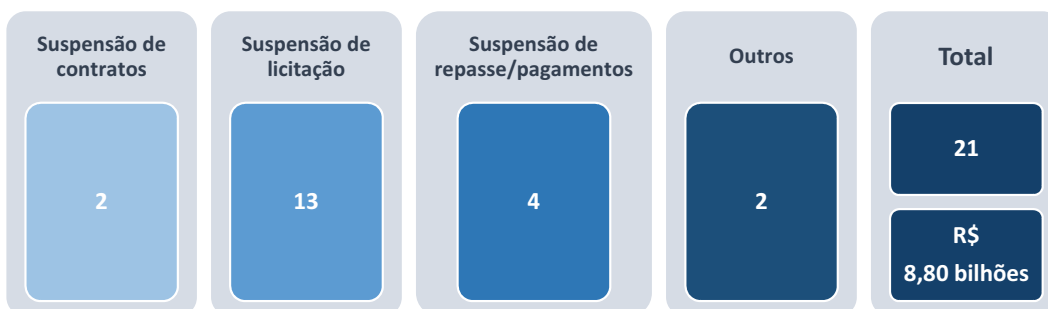 Suspensão de
contratos
2
Suspensão de
licitação
13
Suspensão de
repasse/pagamentos
4
Outros
2
Total
21
R$
8,80 bilhões